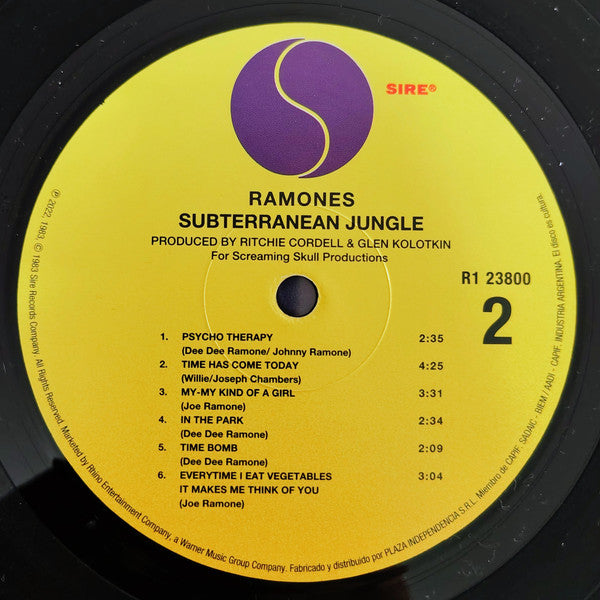 SIRE®
RAMONES
SUBTERRANEAN JUNGLE
PRODUCED BY RITCHIE CORDELL & GLEN KOLOTKIN
For Screaming Skull Productions
R1 23800
2
1. PSYCHO THERAPY 2:35
(Dee Dee Ramone/ Johnny Ramone)
2. TIME HAS COME TODAY 4:25
(Willie/Joseph Chambers)
3. MY-MY KIND OF A GIRL 3:31
(Joe Ramone)
4. IN THE PARK 2:34
(Dee Dee Ramone)
5. TIME BOMB 2:09
(Dee Dee Ramone)
6. EVERYTIME I EAT VEGETABLES 3:04
IT MAKES ME THINK OF YOU
(Joe Ramone)
℗ 2022, 1983, © 1983 Sire Records Company. All Rights Reserved. Marketed by Rhino Entertainment Company, a Warner Music Group Company. Fabricado y distribuido por PLAZA INDEPENDENCIA S.R.L. Miembro de CAPIF. SADAIC - BIEM / AADI - CAPIF. INDUSTRIA ARGENTINA. El disco es cultura.